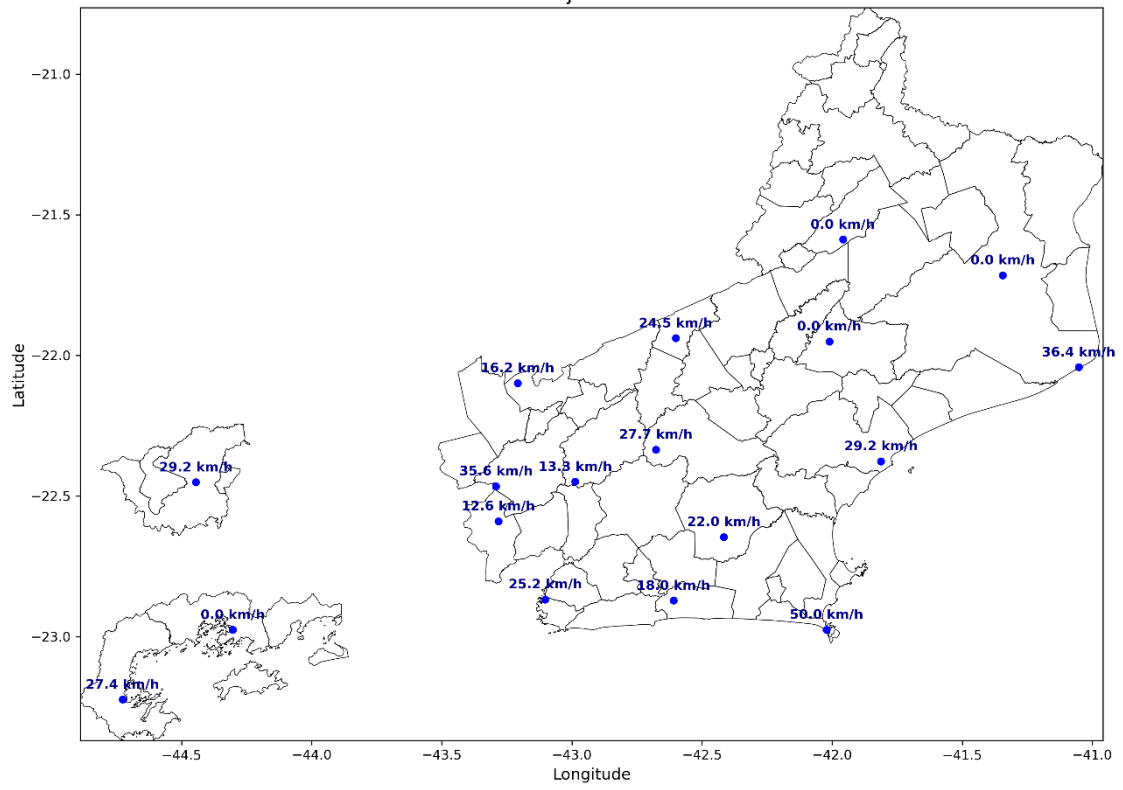 −21.0
−21.5
0.0 km/h
0.0 km/h
24.5 km/h
0.0 km/h
−22.0
36.4 km/h
16.2 km/h
27.7 km/h
29.2 km/h
29.2 km/h
35.6 km/h
13.3 km/h
−22.5
12.6 km/h
22.0 km/h
25.2 km/h
18.0 km/h
0.0 km/h
50.0 km/h
−23.0
27.4 km/h
−44.5
−44.0
−43.5
−43.0
−42.5
−42.0
−41.5
−41.0
Latitude
Longitude